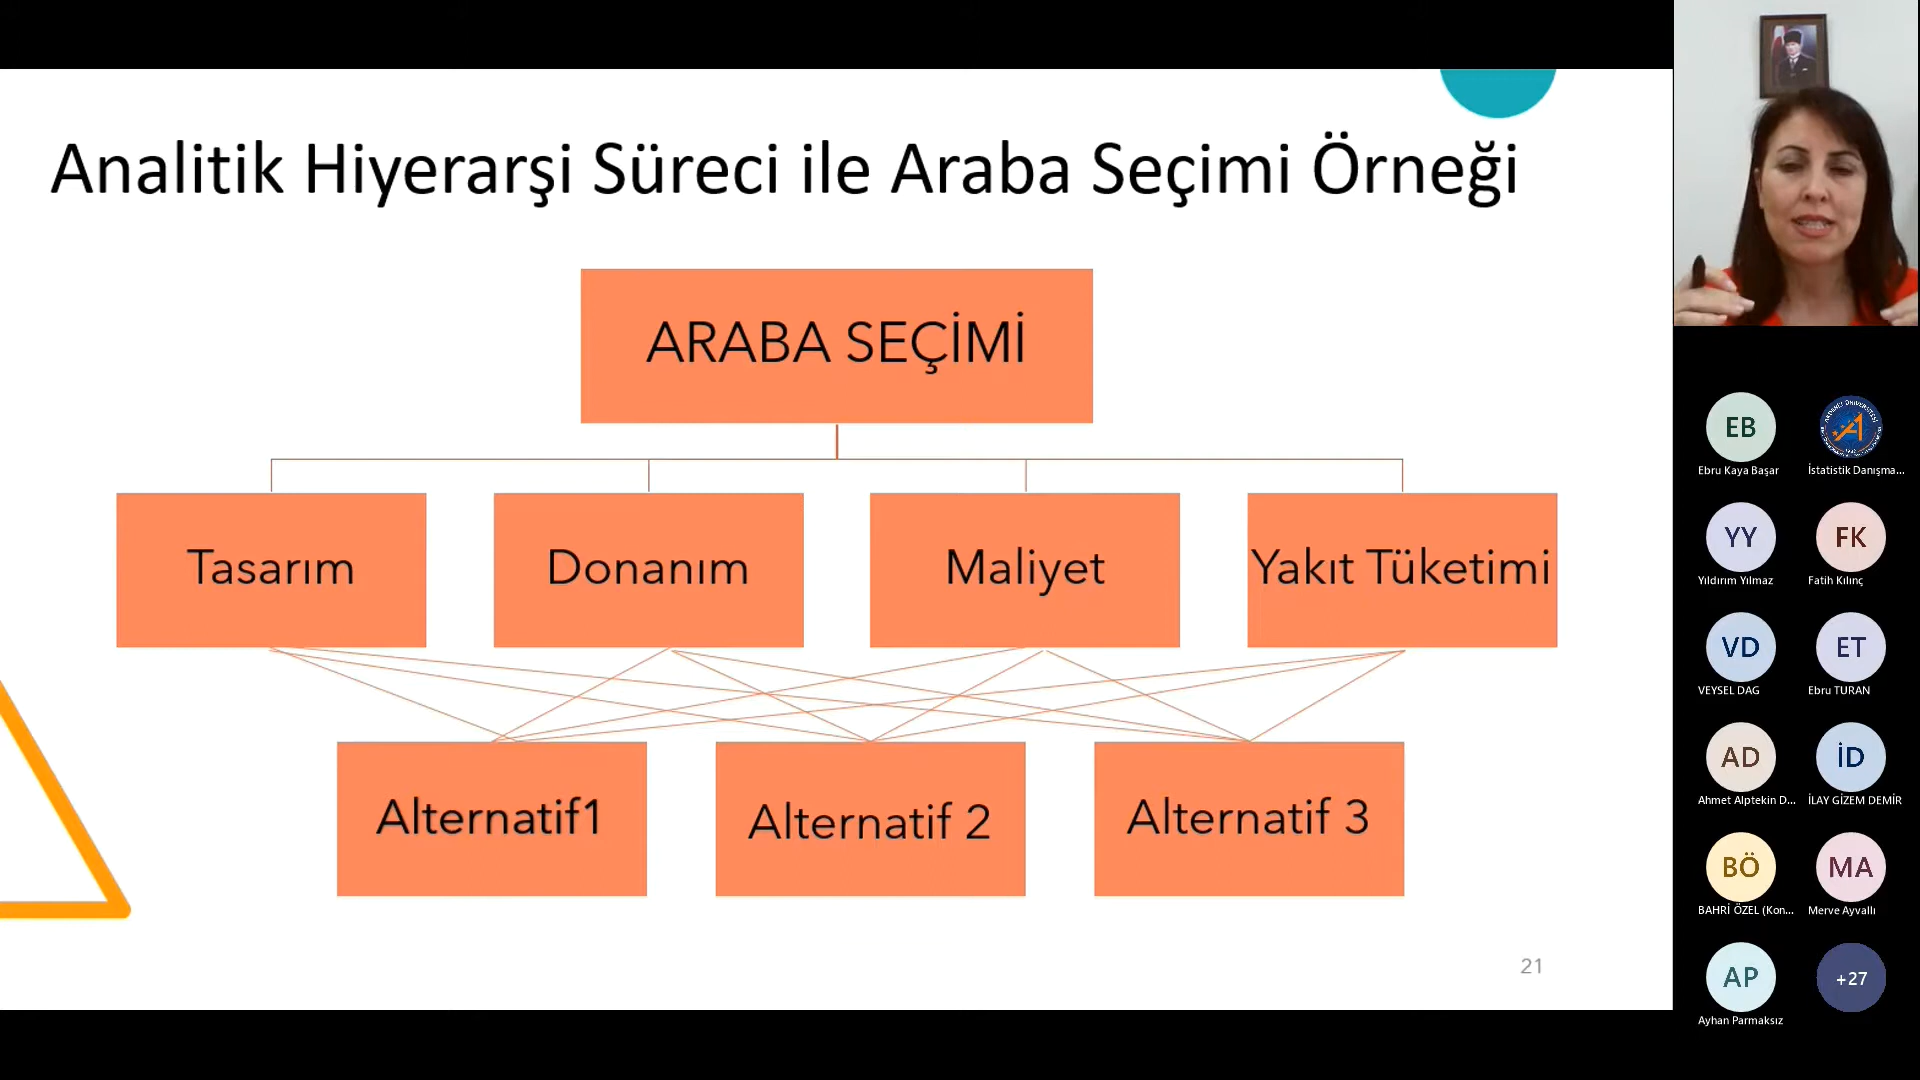 Analitik Hiyerarşi Süreci ile Araba Seçimi Örneği
ARABA SEÇİMİ
Tasarım
Donanım
Maliyet
Yakıt Tüketimi
Alternatif1
Alternatif 2
Alternatif 3
21
EB
Ebru Kaya Başar
İstatistik Danışma...
YY
Yıldırım Yılmaz
FK
Fatih Kılınç
VD
VEYSEL DAG
ET
Ebru TURAN
AD
Ahmet Alptekin D...
İD
İLAY GİZEM DEMİR
BÖ
BAHRİ ÖZEL (Kon...
MA
Merve Ayvallı
AP
Ayhan Parmaksız
+27